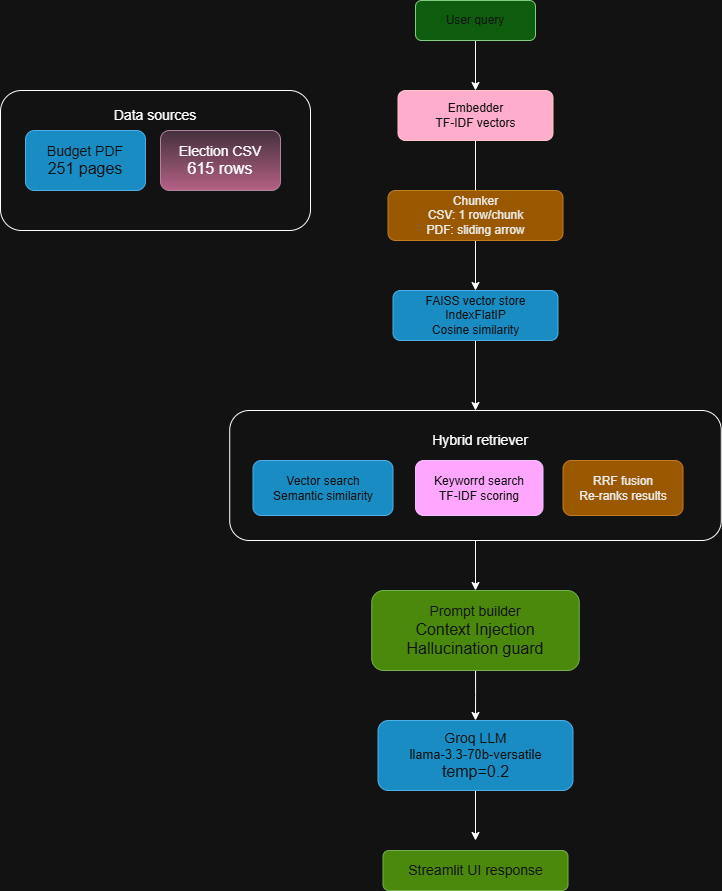 User query
Embedder
TF-IDF vectors
Data sources
Budget PDF
251 pages
Election CSV
615 rows
Chunker
CSV: 1 row/chunk
PDF: sliding arrow
FAISS vector store
IndexFlatIP
Cosine similarity
Hybrid retriever
Vector search
Semantic similarity
Keyworrd search
TF-IDF scoring
RRF fusion
Re-ranks results
Prompt builder
Context Injection
Hallucination guard
Groq LLM
llama-3.3-70b-versatile
temp=0.2
Streamlit UI response